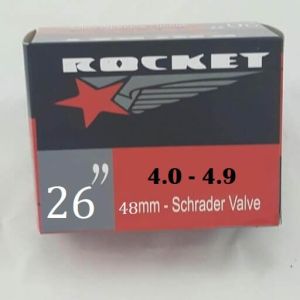 ROCKET
26”
4.0 - 4.9
48mm - Schrader Valve